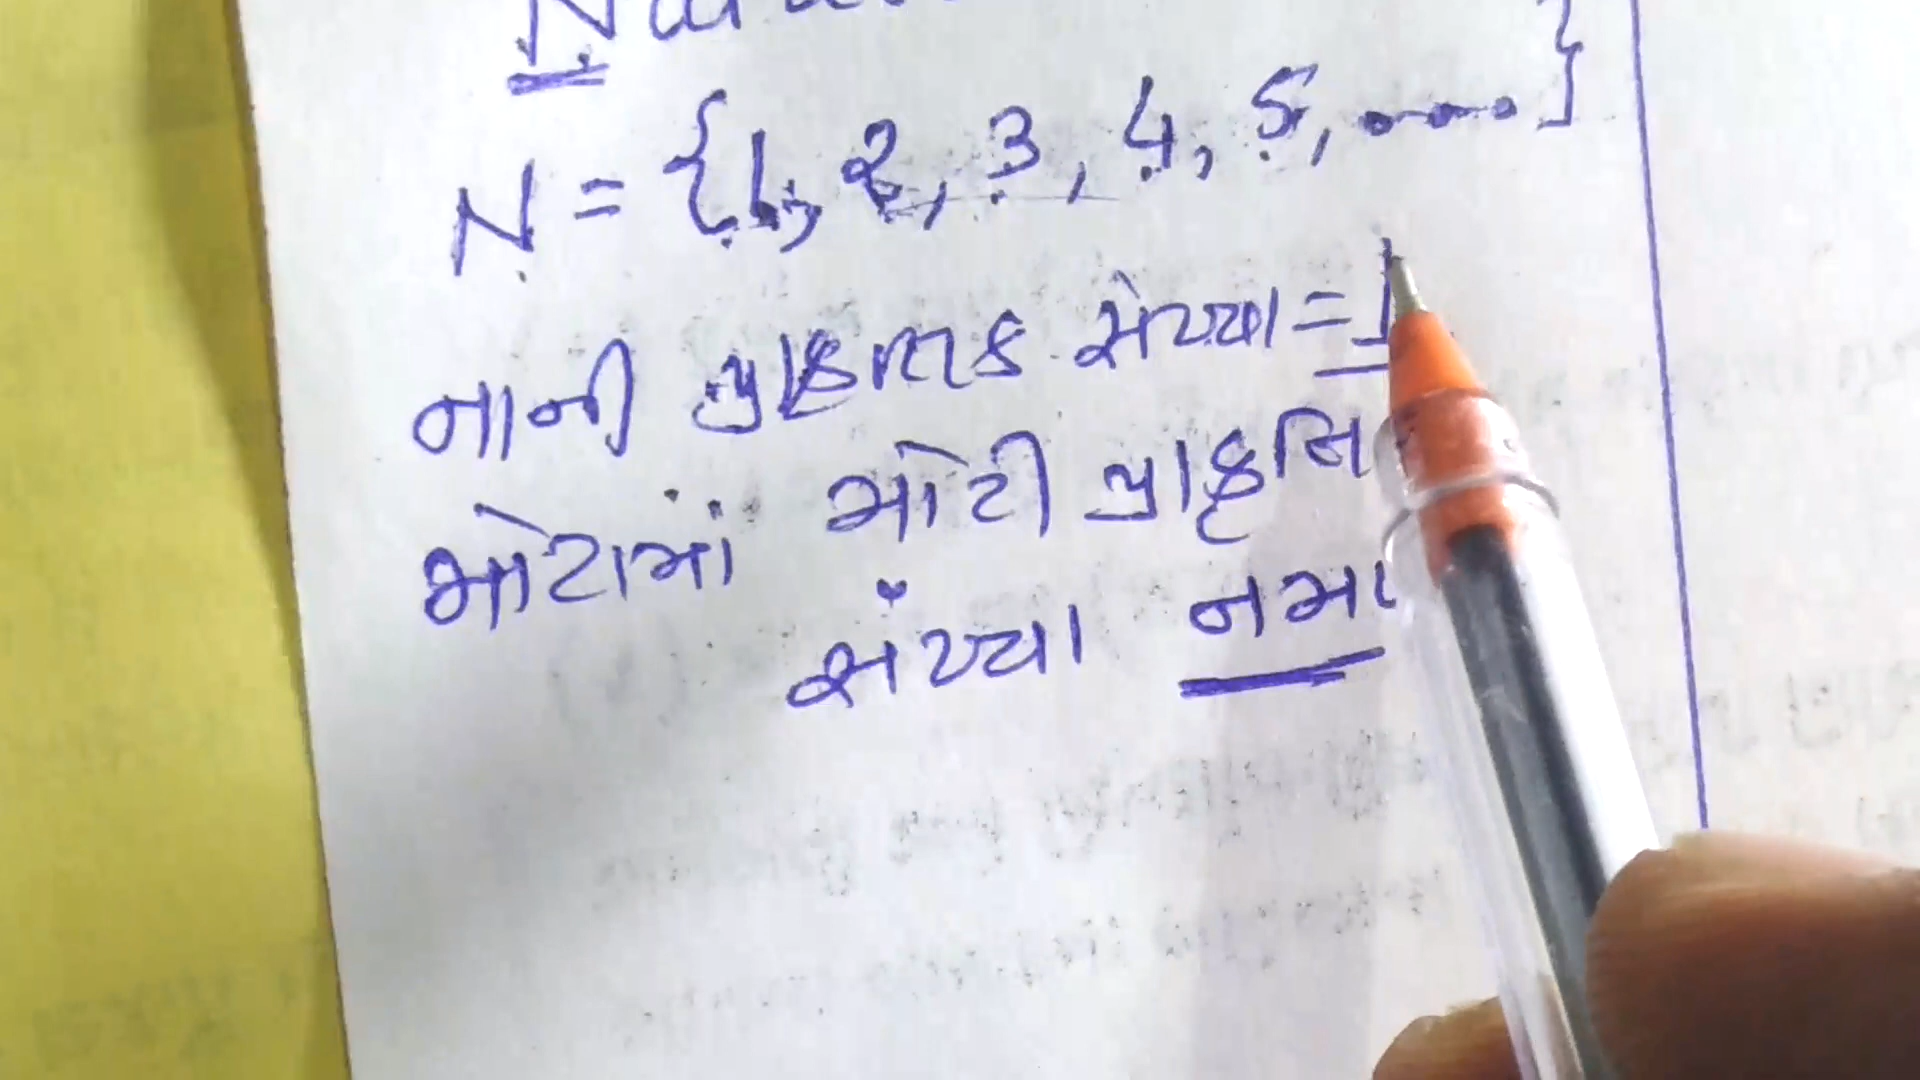 N = {1, 2, 3, 4, 5, ....}
નાની પ્રાકૃતિક સંખ્યા = 1
મોટામાં મોટી પ્રાકૃતિ
સંખ્યા